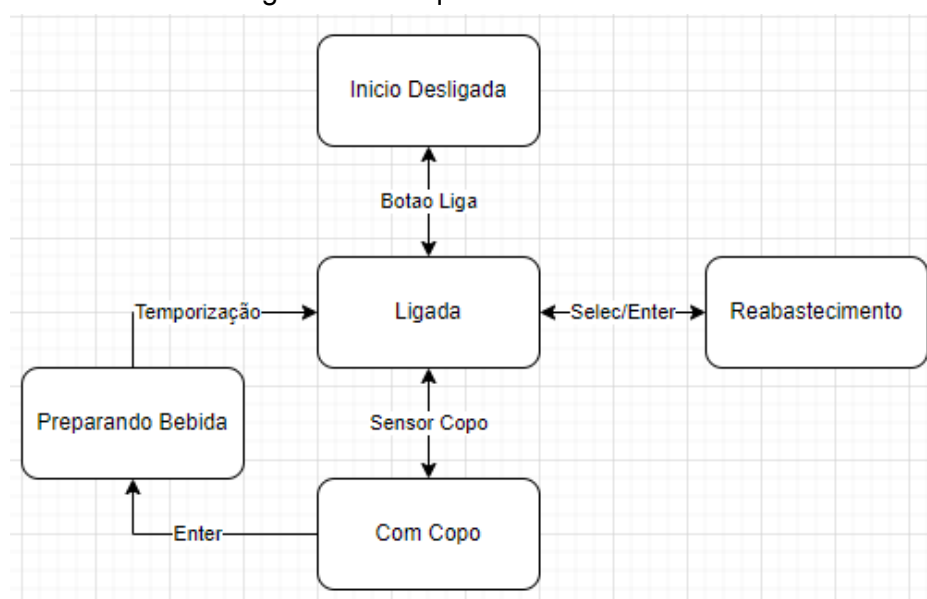 Inicio Desligada
Botao Liga
Temporização
Ligada
Selec/Enter
Reabastecimento
Preparando Bebida
Sensor Copo
Enter
Com Copo